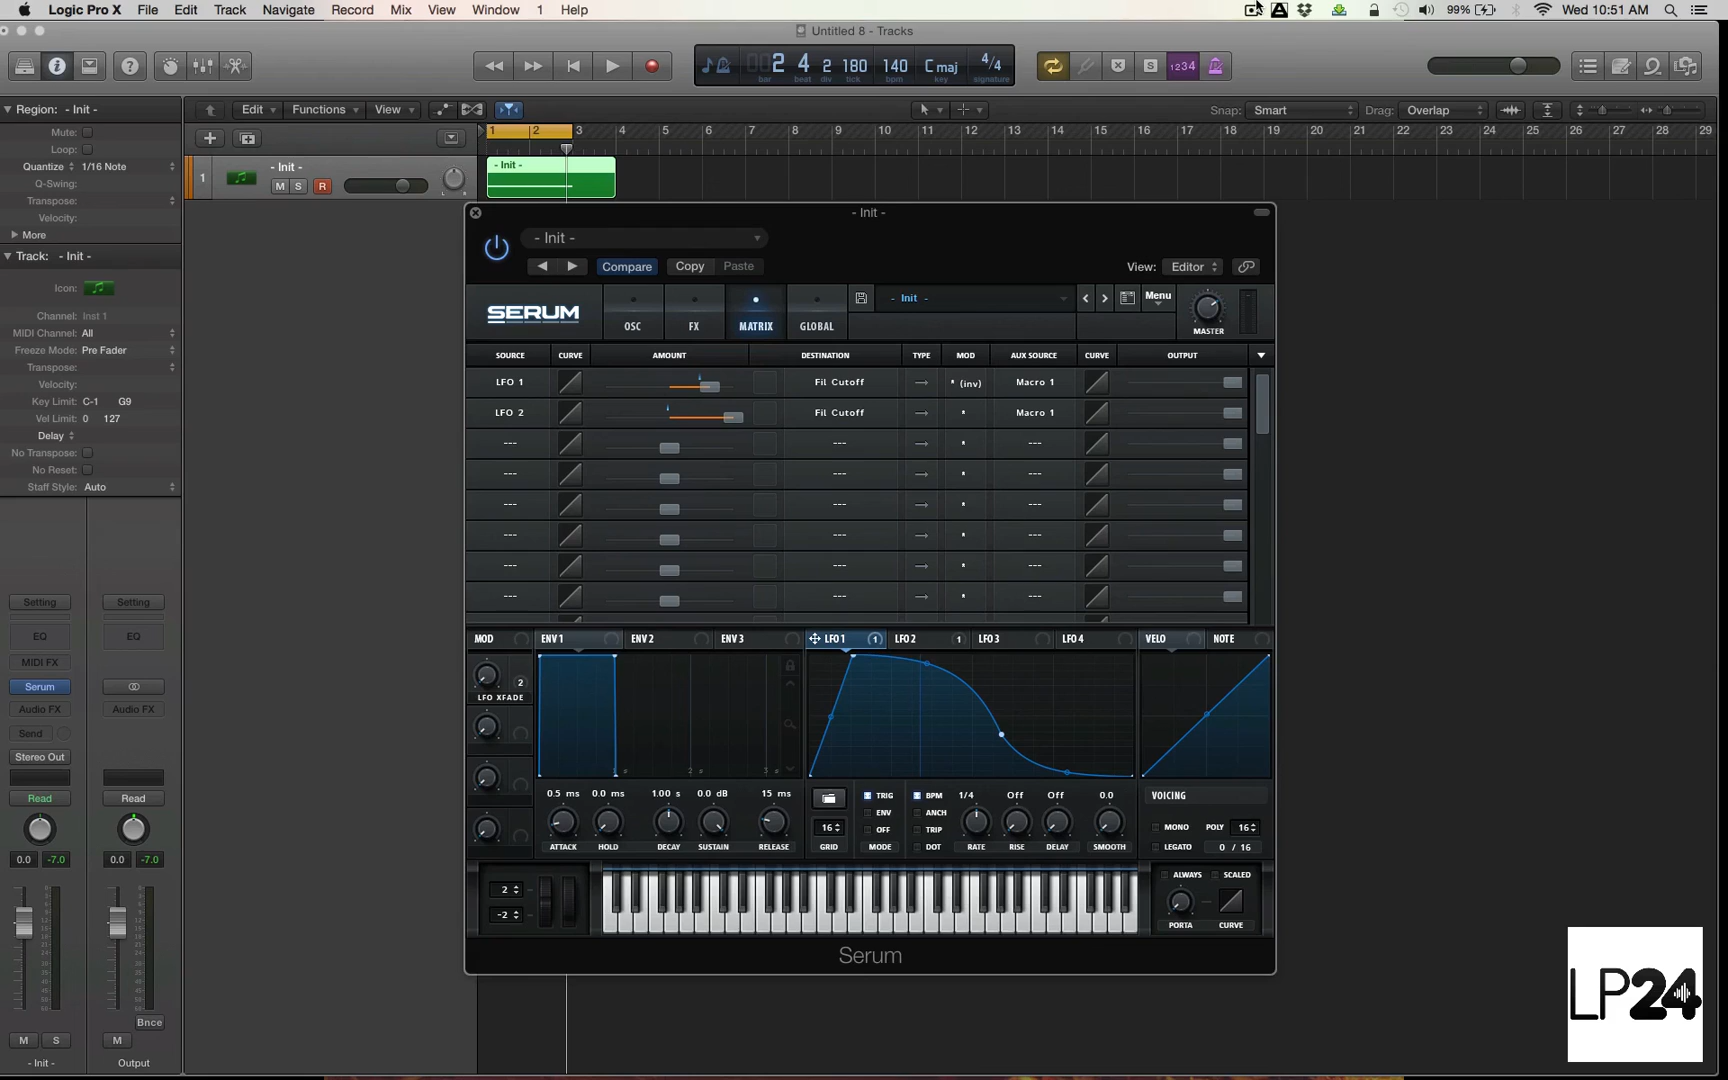 Logic Pro X File Edit Track Navigate Record Mix View Window 1 Help 99% Wed 10:51 AM
Untitled 8 - Tracks
2 4 2 180 140 C maj 4/4
bar beat div tick bpm key signature
1234
Region: - Init -
Edit Functions View
Snap: Smart Drag: Overlap
Mute:
Loop:
Quantize 1/16 Note
Q-Swing:
Transpose:
Velocity:
More
1 2 3 4 5 6 7 8 9 10 11 12 13 14 15 16 17 18 19 20 21 22 23 24 25 26 27 28 29
1 - Init -
M S R
L R
- Init -
Track: - Init -
Icon:
Channel: Inst 1
MIDI Channel: All
Freeze Mode: Pre Fader
Transpose:
Velocity:
Key Limit: C-1 G9
Vel Limit: 0 127
Delay
No Transpose:
No Reset:
Staff Style: Auto
Setting Setting
EQ EQ
MIDI FX
Serum
Audio FX Audio FX
Send
Stereo Out
Read Read
0.0 -7.0 0.0 -7.0
Bnce
M S M
- Init - Output
- Init -
- Init -
Compare Copy Paste
View: Editor
SERUM
OSC FX MATRIX GLOBAL
- Init -
Menu
MASTER
SOURCE CURVE AMOUNT DESTINATION TYPE MOD AUX SOURCE CURVE OUTPUT
LFO 1 Fil Cutoff * (inv) Macro 1
LFO 2 Fil Cutoff * Macro 1
--- --- * ---
--- --- * ---
--- --- * ---
--- --- * ---
--- --- * ---
--- --- * ---
MOD ENV 1 ENV 2 ENV 3 LFO 1 1 LFO 2 1 LFO 3 LFO 4 VELO NOTE
2
LFO XFADE
1 s 2 s 3 s
0.5 ms 0.0 ms 1.00 s 0.0 dB 15 ms
ATTACK HOLD DECAY SUSTAIN RELEASE
16
GRID
TRIG
ENV
OFF
MODE
BPM
ANCH
TRIP
DOT
1/4 Off Off 0.0
RATE RISE DELAY SMOOTH
VOICING
MONO POLY 16
LEGATO 0 / 16
2
-2
ALWAYS SCALED
PORTA CURVE
Serum
LP24